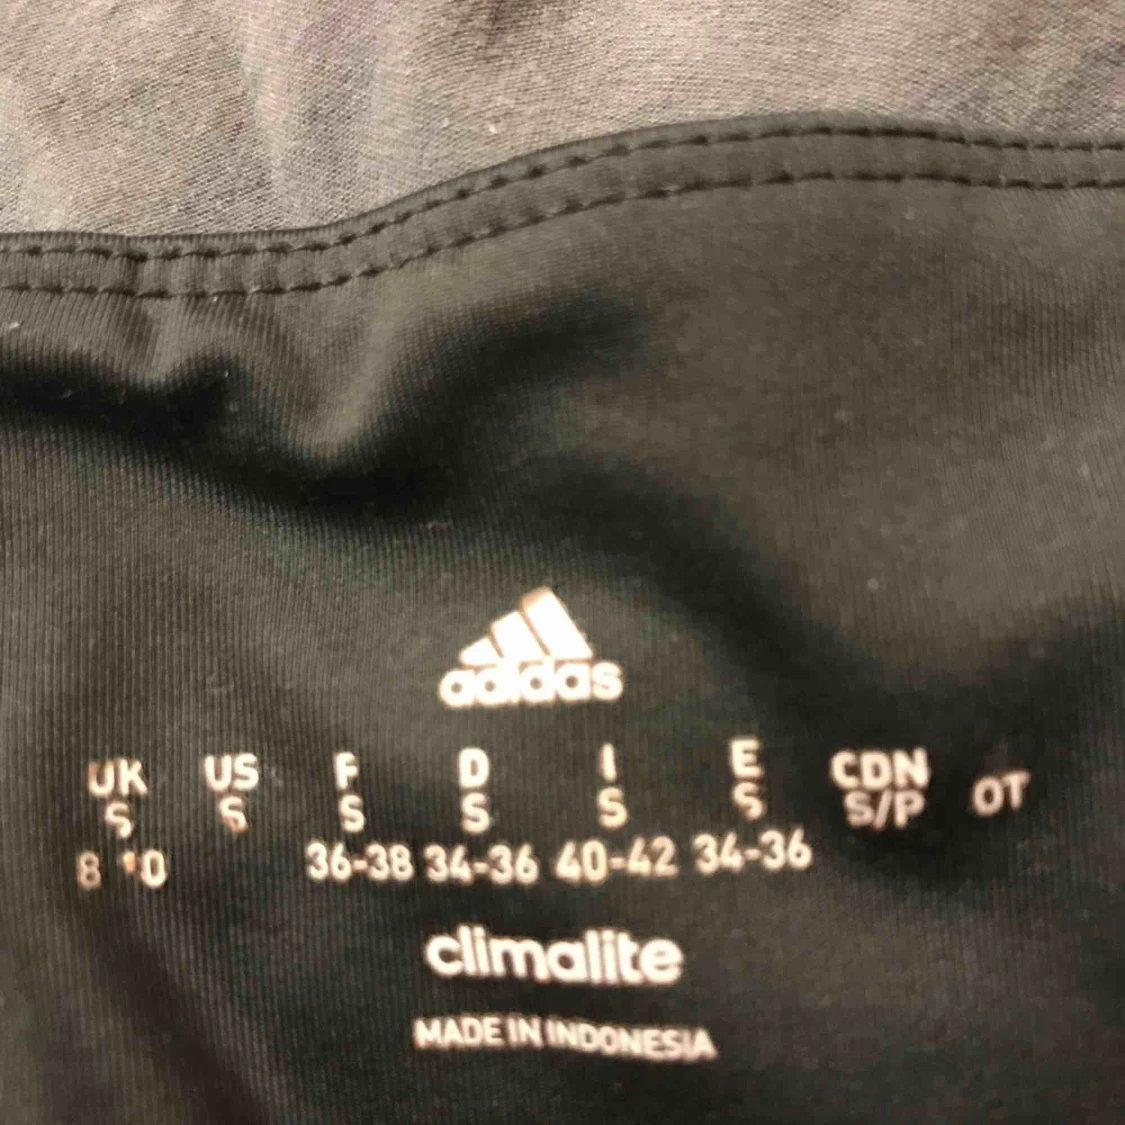 adidas
UK US F D I E CDN OT
S S S S S S S/P
8 10 36-38 34-36 40-42 34-36
climalite
MADE IN INDONESIA